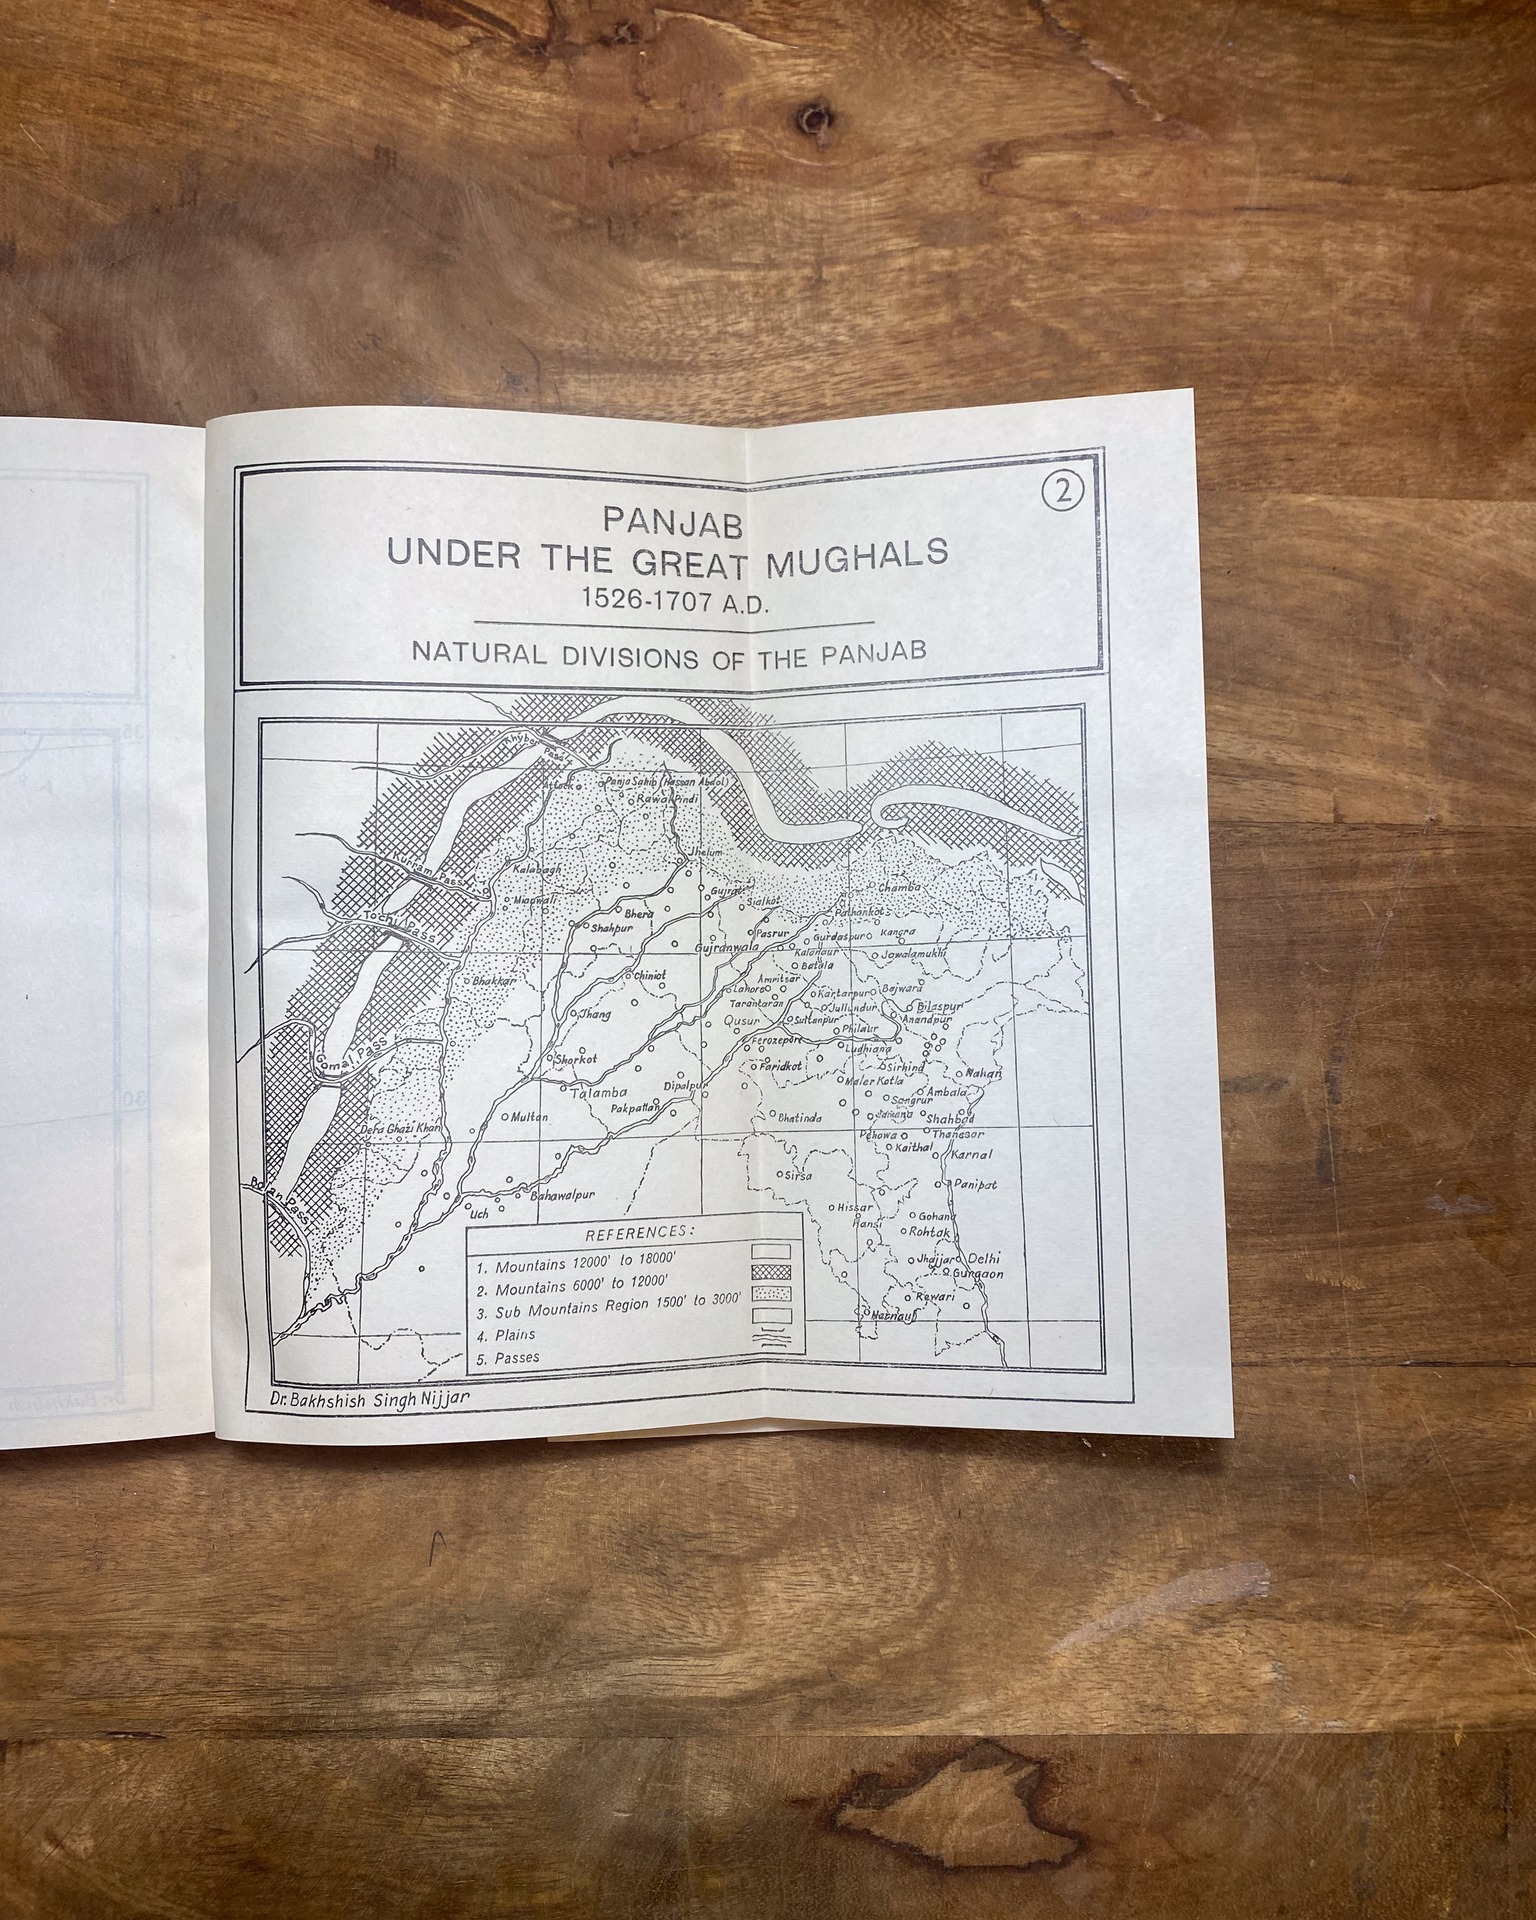 2
PANJAB
UNDER THE GREAT MUGHALS
1526-1707 A.D.
NATURAL DIVISIONS OF THE PANJAB
Khyber Pass
Attock
Panja Sahib (Hassan Abdol)
Rawal Pindi
Jhelum
Kurram Pass
Kalabagh
Mianwali
Gujrat
Sialkot
Chamba
Tochi Pass
Bhera
Shahpur
Pathankot
Pasrur
Gurdaspur
Kangra
Gujranwala
Kalanaur
Jawalamukhi
Batala
Bhakkar
Chiniot
Amritsar
Lahore
Kartarpur
Bajwara
Tarantaran
Jullundur
Bilaspur
Jhang
Qusur
Sultanpur
Anandpur
Philaur
Ferozepore
Ludhiana
Gomal Pass
Shorkot
Faridkot
Sirhind
Nahan
Maler Kotla
Talamba
Dipalpur
Ambala
Sangrur
Pakpattan
Multan
Bhatinda
Samana
Shahbad
Dera Ghazi Khan
Pehowa
Thanesar
Kaithal
Karnal
Sirsa
Panipat
Bolan Pass
Bahawalpur
Uch
Hissar
Hansi
Gohana
Rohtak
Jhajjar
Delhi
Gurgaon
Rewari
Narnaul
REFERENCES:
1. Mountains 12000' to 18000'
2. Mountains 6000' to 12000'
3. Sub Mountains Region 1500' to 3000'
4. Plains
5. Passes
Dr. Bakhshish Singh Nijjar